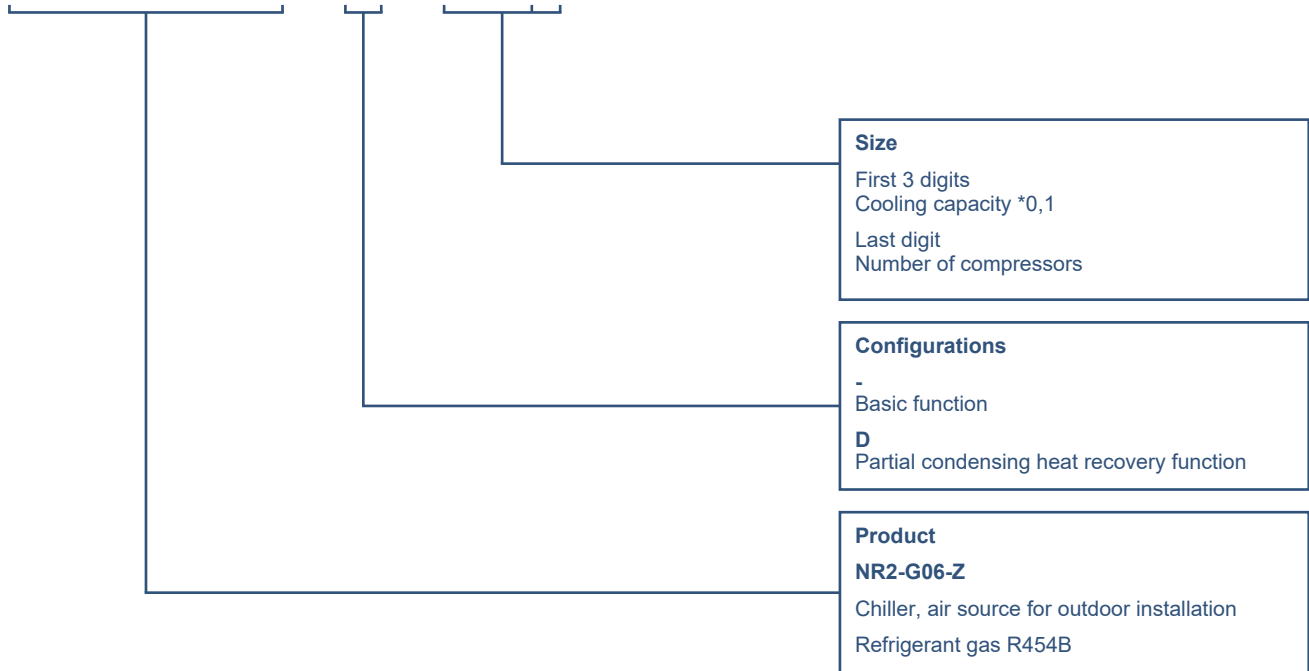 Size
First 3 digits
Cooling capacity *0,1
Last digit
Number of compressors
Configurations
-
Basic function
D
Partial condensing heat recovery function
Product
NR2-G06-Z
Chiller, air source for outdoor installation
Refrigerant gas R454B